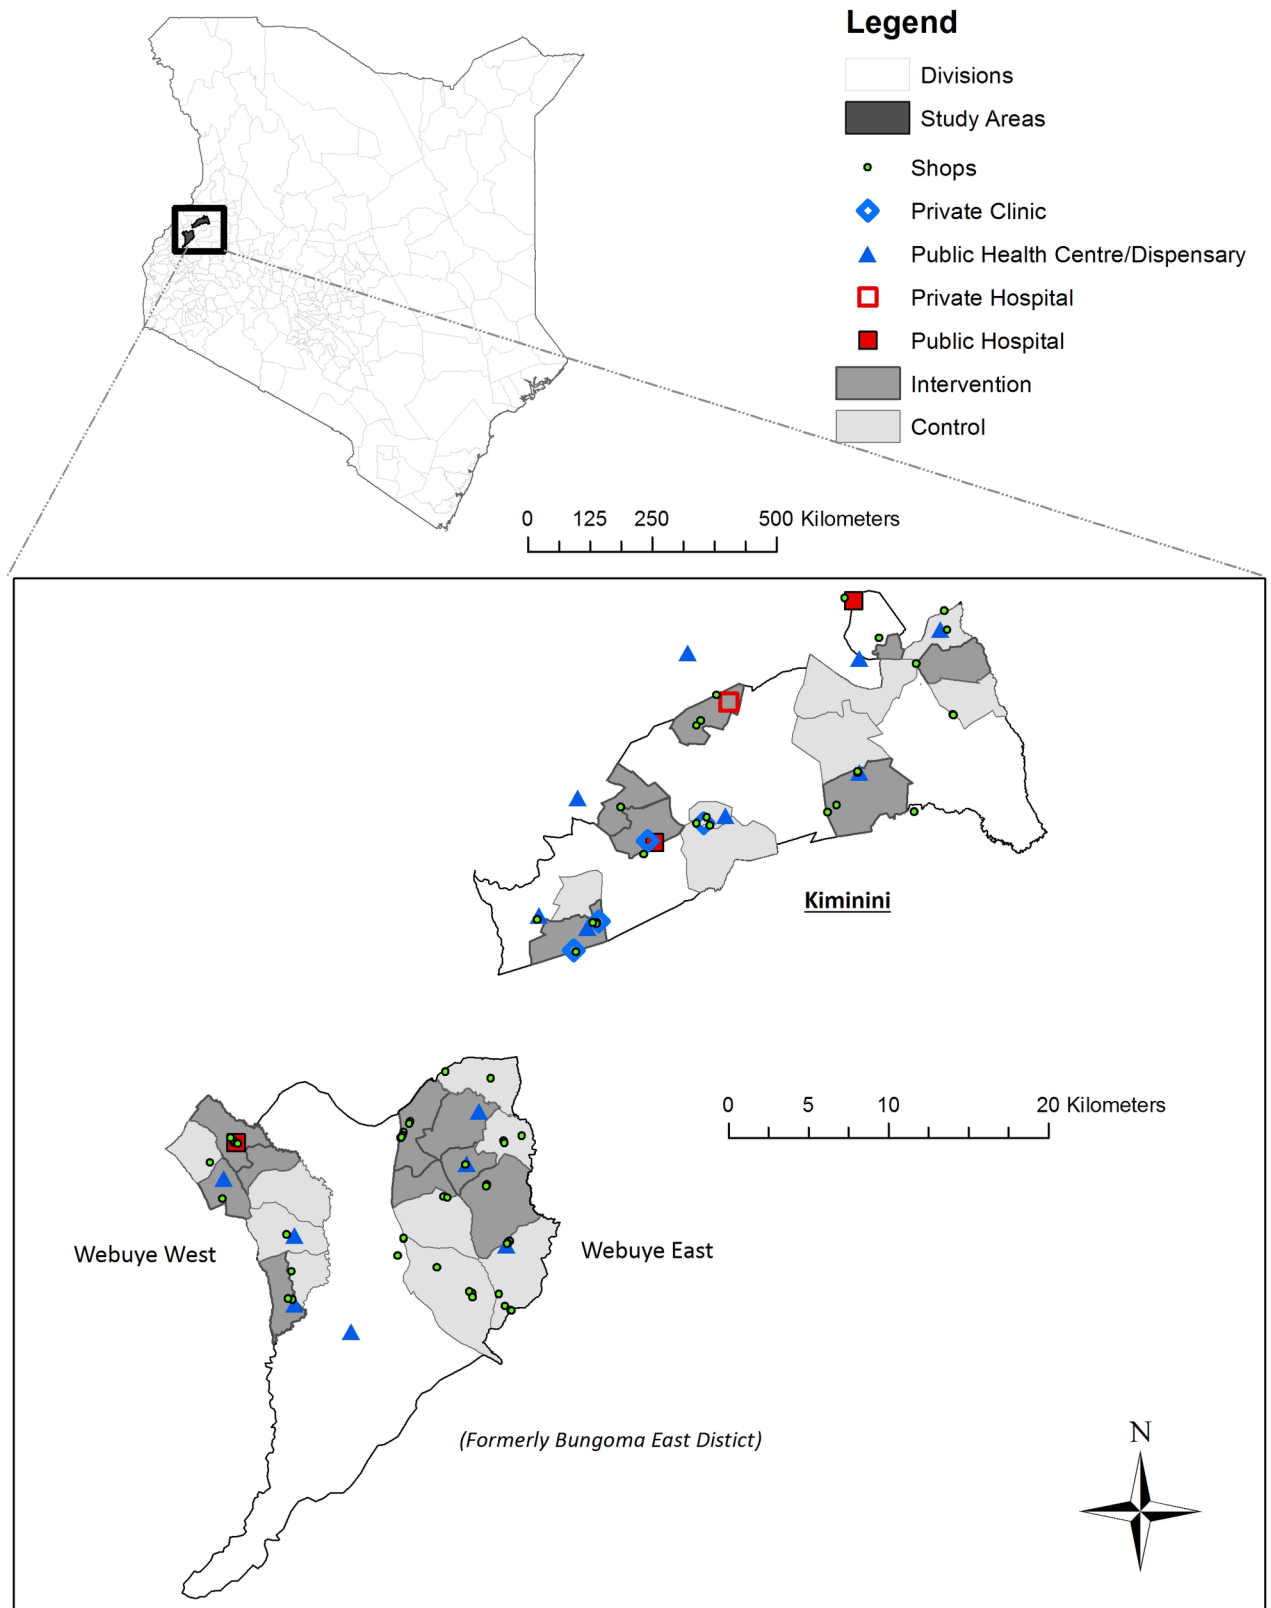 Legend
Divisions
Study Areas
Shops
Private Clinic
Public Health Centre/Dispensary
Private Hospital
Public Hospital
Intervention
Control
0 125 250 500 Kilometers
Kiminini
0 5 10 20 Kilometers
Webuye West
Webuye East
(Formerly Bungoma East Distict)
N